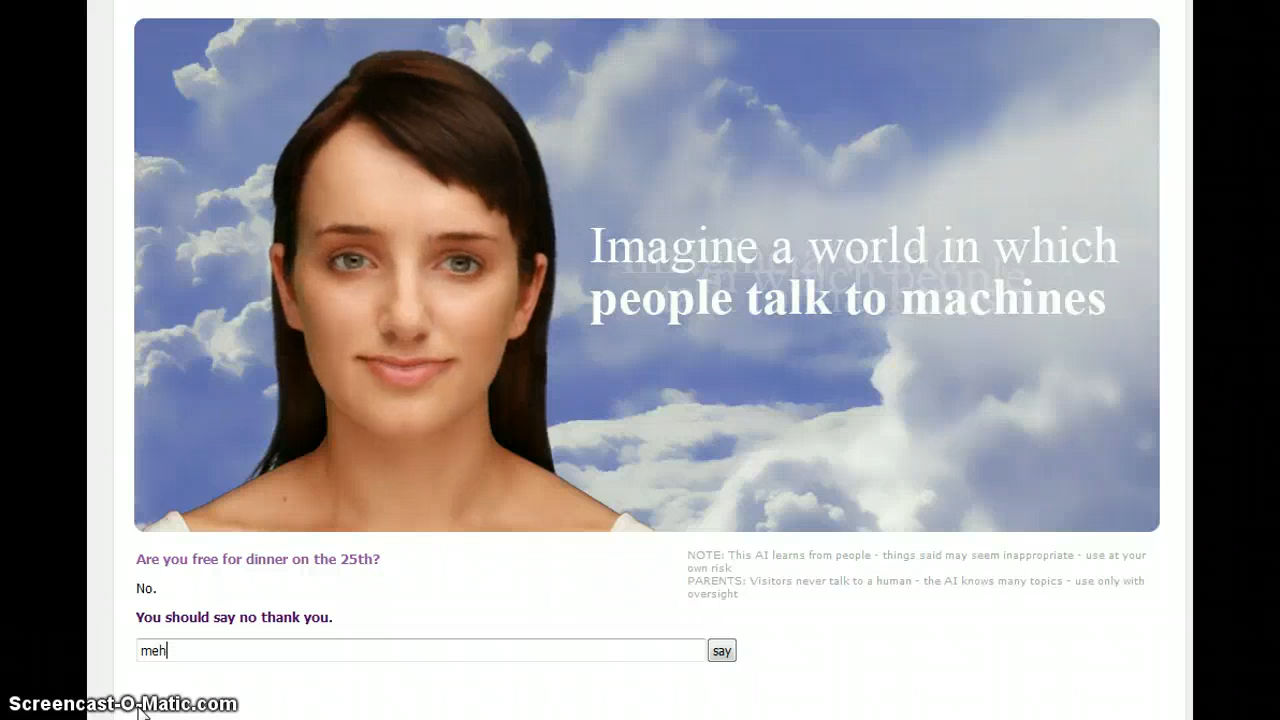 Imagine a world in which
people talk to machines
Are you free for dinner on the 25th?
No.
You should say no thank you.
meh
say
NOTE: This AI learns from people - things said may seem inappropriate - use at your
own risk
PARENTS: Visitors never talk to a human - the AI knows many topics - use only with
oversight
Screencast-O-Matic.com